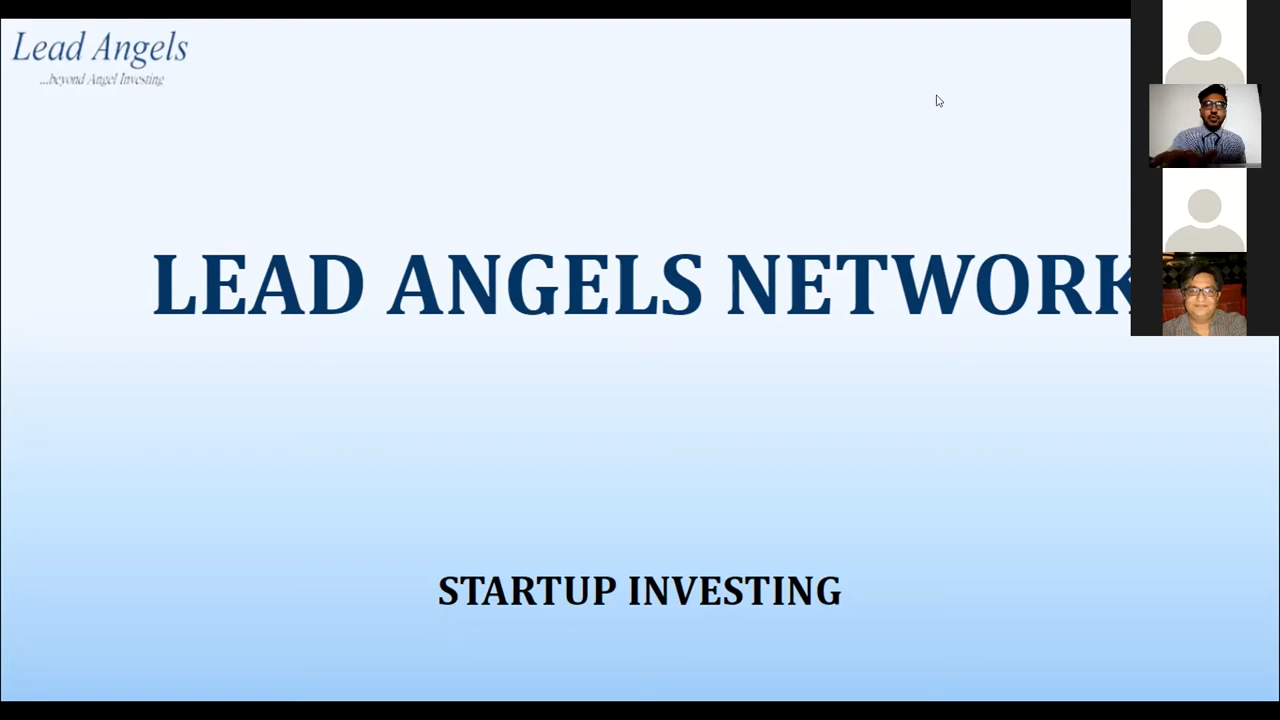 Lead Angels
...beyond Angel Investing
LEAD ANGELS NETWORK
STARTUP INVESTING